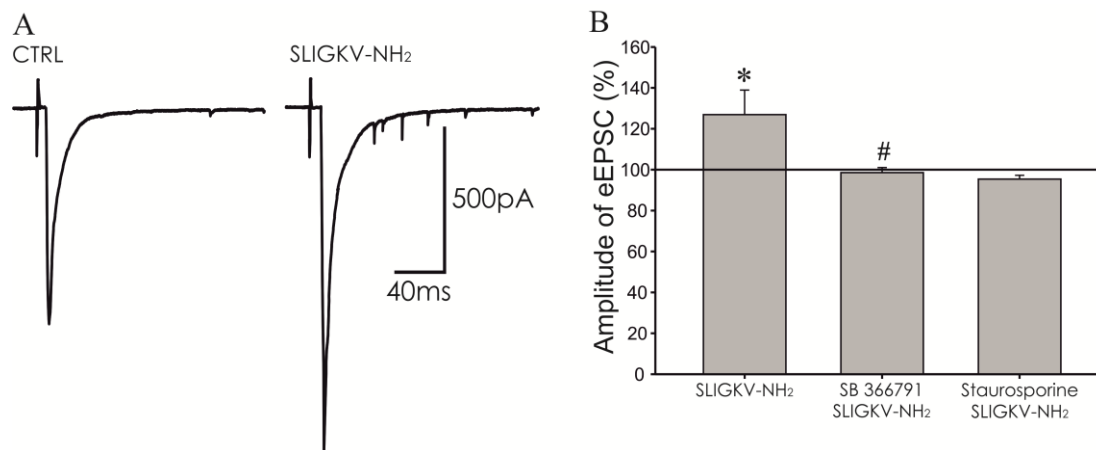 A
CTRL
SLIGKV-NH₂
500pA
40ms
B
Amplitude of eEPSC (%)
160
140
120
100
80
60
40
20
0
*
#
SLIGKV-NH₂
SB 366791
SLIGKV-NH₂
Staurosporine
SLIGKV-NH₂